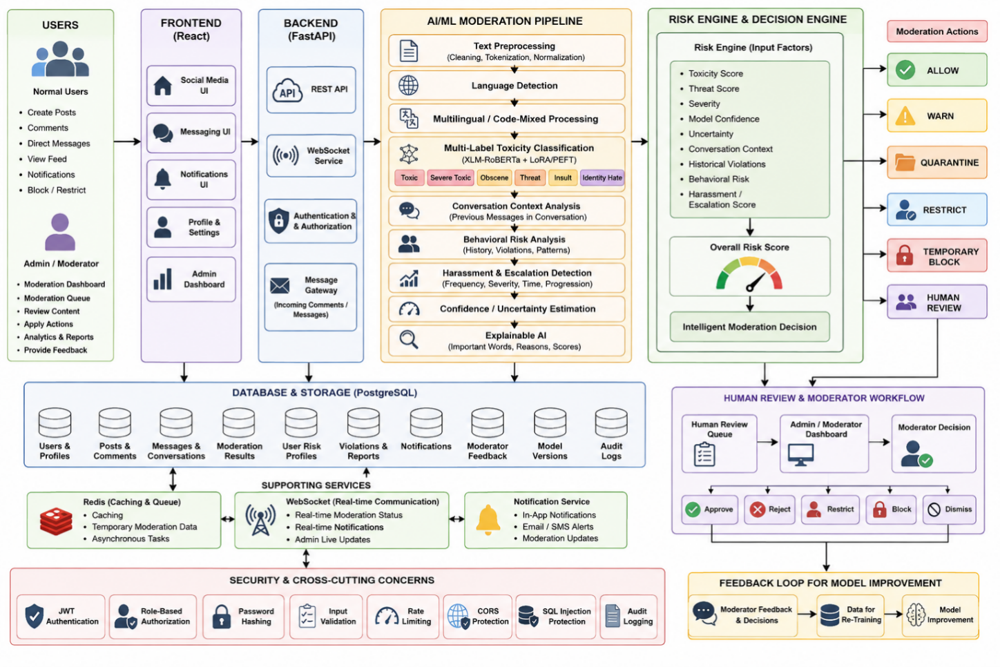 USERS
Normal Users
• Create Posts
• Comments
• Direct Messages
• View Feed
• Notifications
• Block / Restrict
Admin / Moderator
• Moderation Dashboard
• Moderation Queue
• Review Content
• Apply Actions
• Analytics & Reports
• Provide Feedback
FRONTEND
(React)
Social Media
UI
Messaging UI
Notifications
UI
Profile &
Settings
Admin
Dashboard
BACKEND
(FastAPI)
API
REST API
WebSocket
Service
Authentication &
& Authorization
Message
Gateway
(Incoming Comments /
Messages)
AI/ML MODERATION PIPELINE
Text Preprocessing
(Cleaning, Tokenization, Normalization)
Language Detection
Multilingual / Code-Mixed Processing
Multi-Label Toxicity Classification
(XLM-RoBERTa + LoRA/PEFT)
Toxic
Severe Toxic
Obscene
Threat
Insult
Identity Hate
Conversation Context Analysis
(Previous Messages in Conversation)
Behavioral Risk Analysis
(History, Violations, Patterns)
Harassment & Escalation Detection
(Frequency, Severity, Time, Progression)
Confidence / Uncertainty Estimation
Explainable AI
(Important Words, Reasons, Scores)
RISK ENGINE & DECISION ENGINE
Risk Engine (Input Factors)
• Toxicity Score
• Threat Score
• Severity
• Model Confidence
• Uncertainty
• Conversation Context
• Historical Violations
• Behavioral Risk
• Harassment /
Escalation Score
Overall Risk Score
Intelligent Moderation Decision
Moderation Actions
ALLOW
WARN
QUARANTINE
RESTRICT
TEMPORARY
BLOCK
HUMAN
REVIEW
DATABASE & STORAGE (PostgreSQL)
Users &
Profiles
Posts &
Comments
Messages &
Conversations
Moderation
Results
User Risk
Profiles
Violations &
Reports
Notifications
Moderator
Feedback
Model
Versions
Audit
Logs
SUPPORTING SERVICES
Redis (Caching & Queue)
• Caching
• Temporary Moderation Data
• Asynchronous Tasks
WebSocket (Real-time Communication)
• Real-time Moderation Status
• Real-time Notifications
• Admin Live Updates
Notification Service
• In-App Notifications
• Email / SMS Alerts
• Moderation Updates
HUMAN REVIEW & MODERATOR WORKFLOW
Human Review
Queue
Admin / Moderator
Dashboard
Moderator Decision
Approve
Reject
Restrict
Block
Dismiss
SECURITY & CROSS-CUTTING CONCERNS
JWT
Authentication
Role-Based
Authorization
Password
Hashing
Input
Validation
Rate
Limiting
CORS
Protection
SQL Injection
Protection
Audit
Logging
FEEDBACK LOOP FOR MODEL IMPROVEMENT
Moderator Feedback
& Decisions
Data for
Re-Training
Model
Improvement